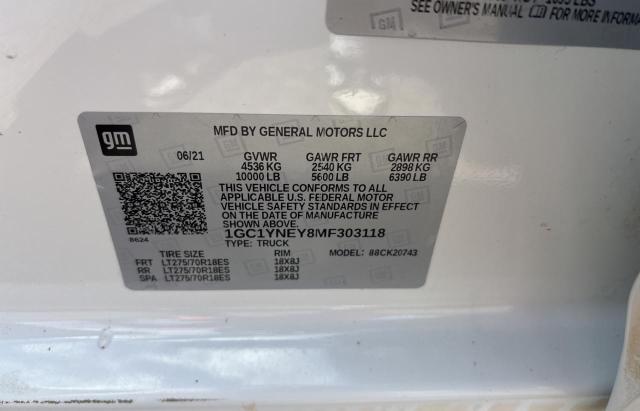 SEE OWNER'S MANUAL FOR MORE INFORMA
gm
MFD BY GENERAL MOTORS LLC
06/21 GVWR GAWR FRT GAWR RR
4536 KG 2540 KG 2898 KG
10000 LB 5600 LB 6390 LB
THIS VEHICLE CONFORMS TO ALL
APPLICABLE U.S. FEDERAL MOTOR
VEHICLE SAFETY STANDARDS IN EFFECT
ON THE DATE OF MANUFACTURE
SHOWN ABOVE.
1GC1YNEY8MF303118
8624
TYPE: TRUCK
TIRE SIZE RIM MODEL: 88CK20743
FRT LT275/70R18ES 18X8J
RR LT275/70R18ES 18X8J
SPA LT275/70R18ES 18X8J